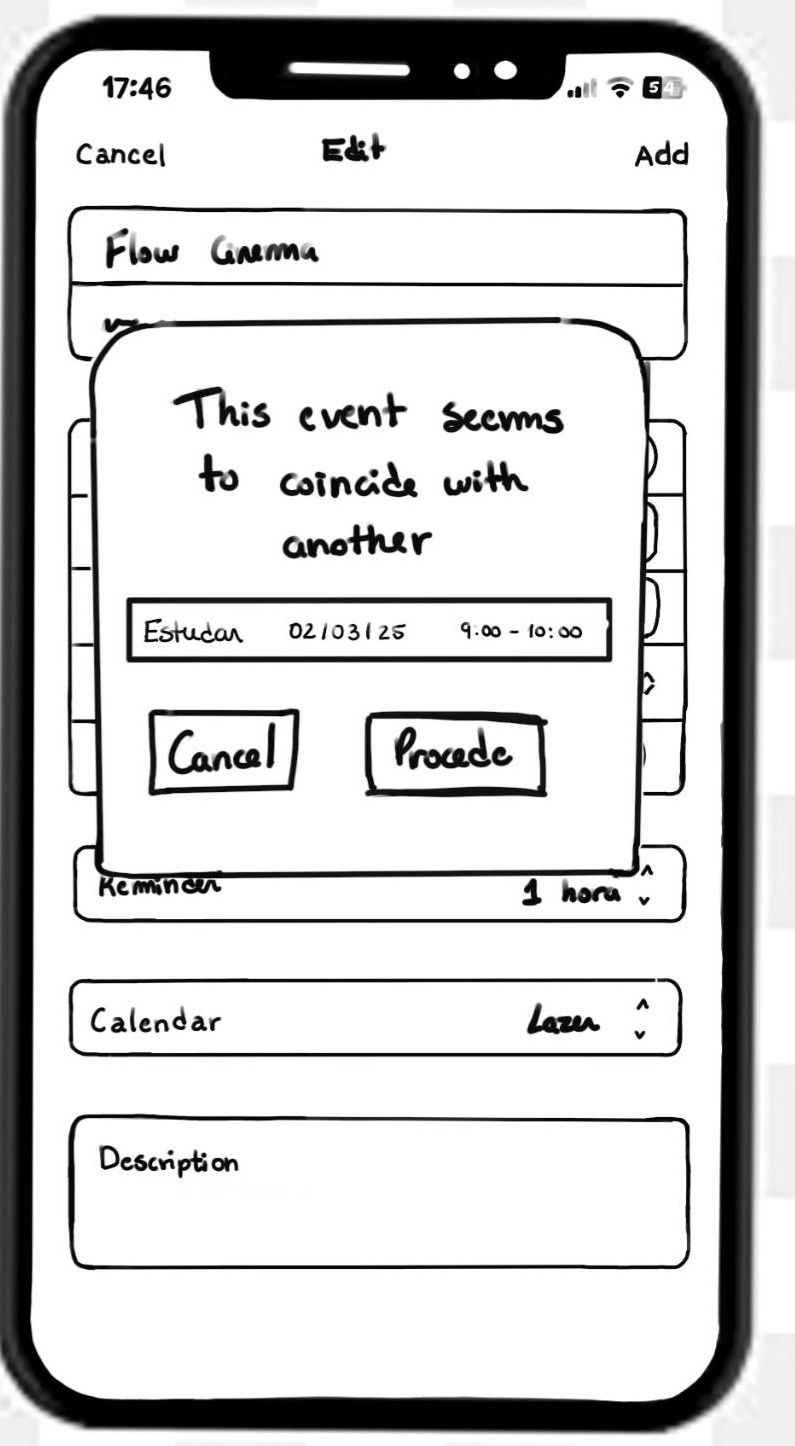 17:46 54
Cancel Edit Add
Flow Cinema
This event seems
to coincide with
another
Estudar 02/03/25 9:00 - 10:00
Cancel Procede
Reminder 1 hora
Calendar Lazer
Description